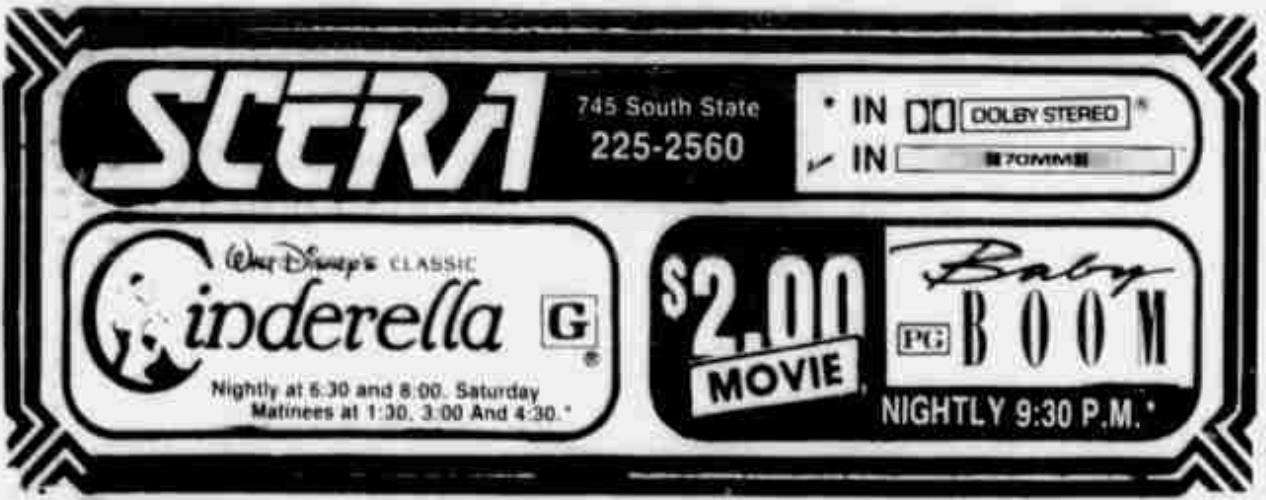 SCERA
745 South State
225-2560
* IN DOLBY STEREO ®
IN 70MM
Walt Disney's CLASSIC
Cinderella G ®
Nightly at 6:30 and 8:00. Saturday
Matinees at 1:30, 3:00 And 4:30.*
$2.00
MOVIE
Baby
PG BOOM
NIGHTLY 9:30 P.M.*